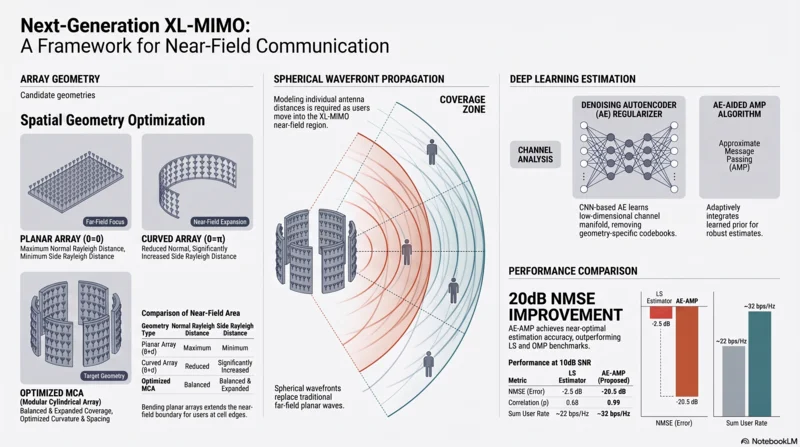 Next-Generation XL-MIMO:
A Framework for Near-Field Communication
ARRAY GEOMETRY
Candidate geometries
Spatial Geometry Optimization
Far-Field Focus
PLANAR ARRAY (θ=0)
Maximum Normal Rayleigh Distance,
Minimum Side Rayleigh Distance
Near-Field Expansion
CURVED ARRAY (θ=π)
Reduced Normal, Significantly
Increased Side Rayleigh Distance
Target Geometry
OPTIMIZED MCA
(Modular Cylindrical Array)
Balanced & Expanded Coverage,
Optimized Curvature & Spacing
Comparison of Near-Field Area
Geometry Type Normal Rayleigh Distance Side Rayleigh Distance
Planar Array (θ+d) Maximum Minimum
Curved Array (θ+d) Reduced Significantly Increased
Optimized MCA Balanced Balanced & Expanded
Bending planar arrays extends the near-
field boundary for users at cell edges.
SPHERICAL WAVEFRONT PROPAGATION
Modeling individual antenna
distances is required as users
move into the XL-MIMO
near-field region.
COVERAGE
ZONE
Spherical wavefronts
replace traditional
far-field planar waves.
DEEP LEARNING ESTIMATION
CHANNEL
ANALYSIS
DENOISING AUTOENCODER
(AE) REGULARIZER
CNN-based AE learns
low-dimensional channel
manifold, removing
geometry-specific codebooks.
AE-AIDED AMP
ALGORITHM
Approximate
Message
Passing
(AMP)
Adaptively
integrates
learned prior for
robust estimates.
PERFORMANCE COMPARISON
20dB NMSE
IMPROVEMENT
AE-AMP achieves near-optimal
estimation accuracy, outperforming
LS and OMP benchmarks.
Performance at 10dB SNR
Metric LS Estimator AE-AMP (Proposed)
NMSE (Error) -2.5 dB -20.5 dB
Correlation (ρ) 0.68 0.99
Sum User Rate ~22 bps/Hz ~32 bps/Hz
LS
Estimator AE-AMP
-2.5 dB
-20.5 dB
NMSE (Error)
~32 bps/Hz
~22 bps/Hz
Sum User Rate
NotebookLM